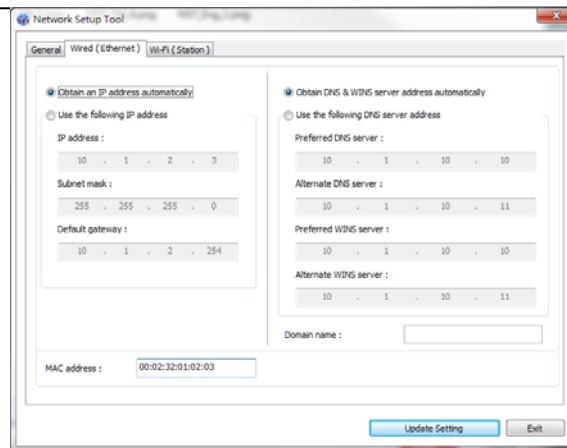 Network Setup Tool
General Wired ( Ethernet ) Wi-Fi ( Station )
Obtain an IP address automatically
Use the following IP address
IP address :
10 . 1 . 2 . 3
Subnet mask :
255 . 255 . 255 . 0
Default gateway :
10 . 1 . 2 . 254
Obtain DNS & WINS server address automatically
Use the following DNS server address
Preferred DNS server :
10 . 1 . 10 . 10
Alternate DNS server :
10 . 1 . 10 . 11
Preferred WINS server :
10 . 1 . 10 . 10
Alternate WINS server :
10 . 1 . 10 . 11
Domain name :
MAC address : 00:02:32:01:02:03
Update Setting Exit